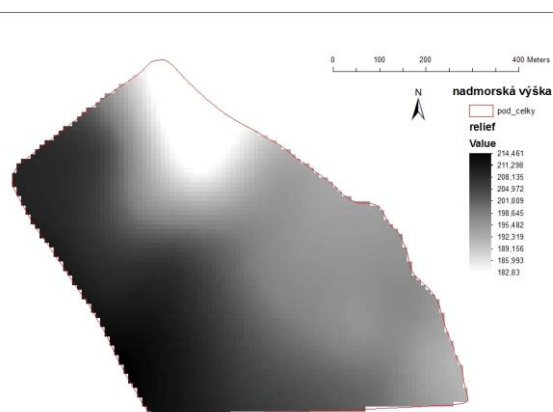 0 100 200 400 Meters
N
nadmorská výška
pod_celky
relief
Value
214,461
211,298
208,135
204,972
201,809
198,645
195,482
192,319
189,156
185,993
182,83